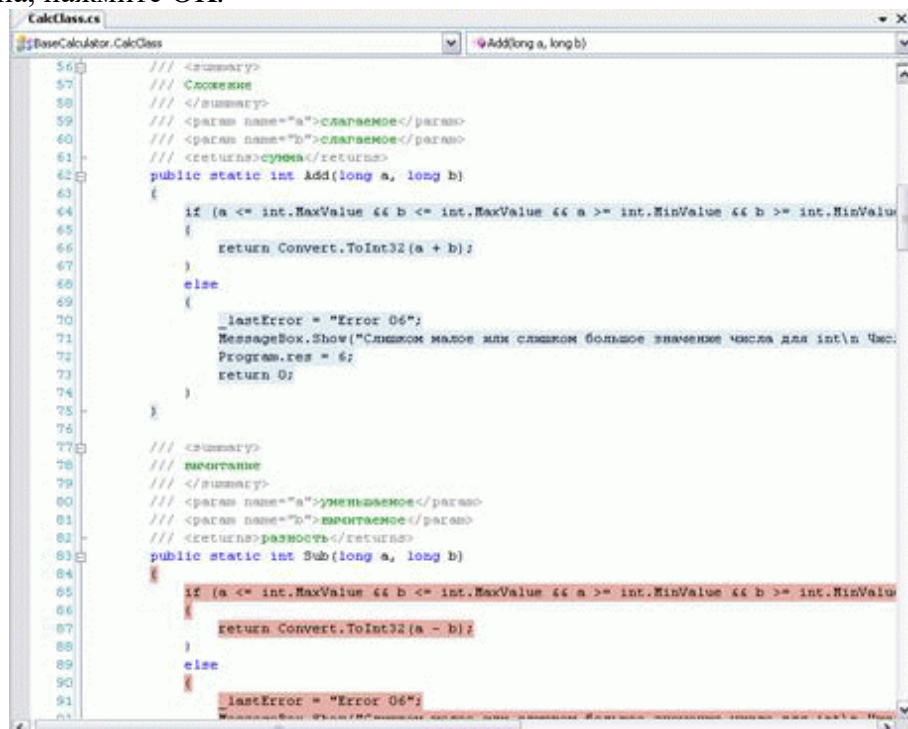 нажмите ОК.
CalcClass.cs
BaseCalculator.CalcClass
Add(long a, long b)
56 /// <summary>
57 /// Сложение
58 /// </summary>
59 /// <param name="a">слагаемое</param>
60 /// <param name="b">слагаемое</param>
61 /// <returns>сумма</returns>
62 public static int Add(long a, long b)
63 {
64 if (a <= int.MaxValue && b <= int.MaxValue && a >= int.MinValue && b >= int.MinValu
65 {
66 return Convert.ToInt32(a + b);
67 }
68 else
69 {
70 _lastError = "Error 06";
71 MessageBox.Show("Слишком малое или слишком большое значение числа для int\n Чис
72 Program.res = 6;
73 return 0;
74 }
75 }
76
77 /// <summary>
78 /// вычитание
79 /// </summary>
80 /// <param name="a">уменьшаемое</param>
81 /// <param name="b">вычитаемое</param>
82 /// <returns>разность</returns>
83 public static int Sub(long a, long b)
84 {
85 if (a <= int.MaxValue && b <= int.MaxValue && a >= int.MinValue && b >= int.MinValu
86 {
87 return Convert.ToInt32(a - b);
88 }
89 else
90 {
91 _lastError = "Error 06";